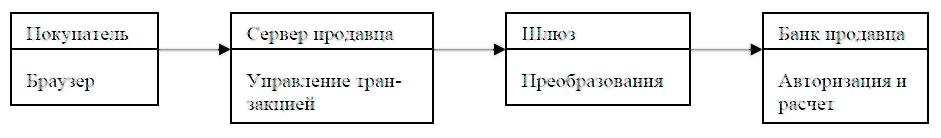 Покупатель
Браузер
Сервер продавца
Управление тран-
закцией
Шлюз
Преобразования
Банк продавца
Авторизация и
расчет